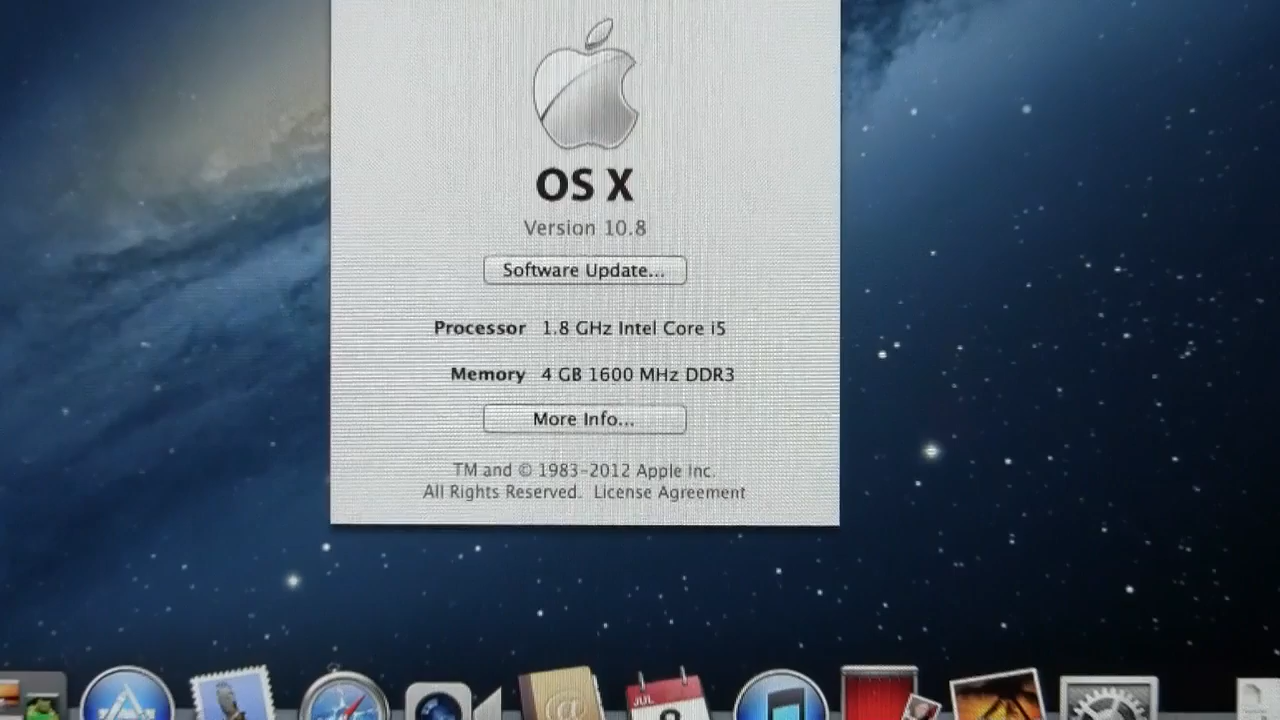 OS X
Version 10.8
Software Update...
Processor 1.8 GHz Intel Core i5
Memory 4 GB 1600 MHz DDR3
More Info...
TM and © 1983-2012 Apple Inc.
All Rights Reserved. License Agreement
JUL
@